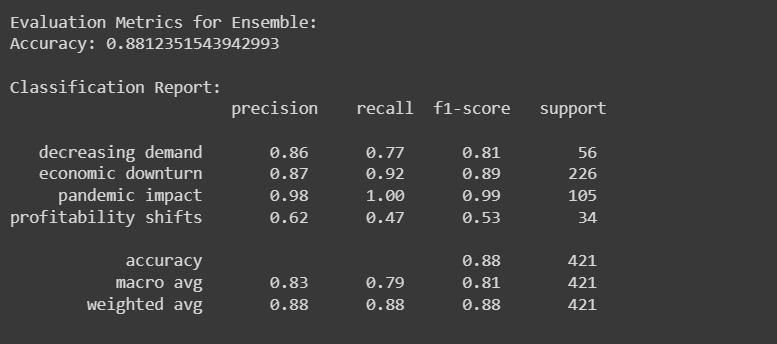 Evaluation Metrics for Ensemble:
Accuracy: 0.8812351543942993
Classification Report:
precision recall f1-score support
decreasing demand 0.86 0.77 0.81 56
economic downturn 0.87 0.92 0.89 226
pandemic impact 0.98 1.00 0.99 105
profitability shifts 0.62 0.47 0.53 34
accuracy 0.88 421
macro avg 0.83 0.79 0.81 421
weighted avg 0.88 0.88 0.88 421